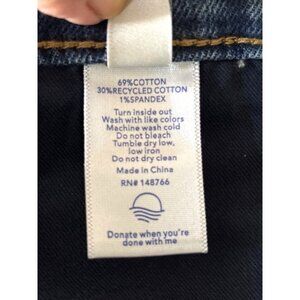 69%COTTON
30%RECYCLED COTTON
1%SPANDEX
Turn inside out
Wash with like colors
Machine wash cold
Do not bleach
Tumble dry low,
low iron
Do not dry clean
Made in China
RN# 148766
Donate when you're
done with me